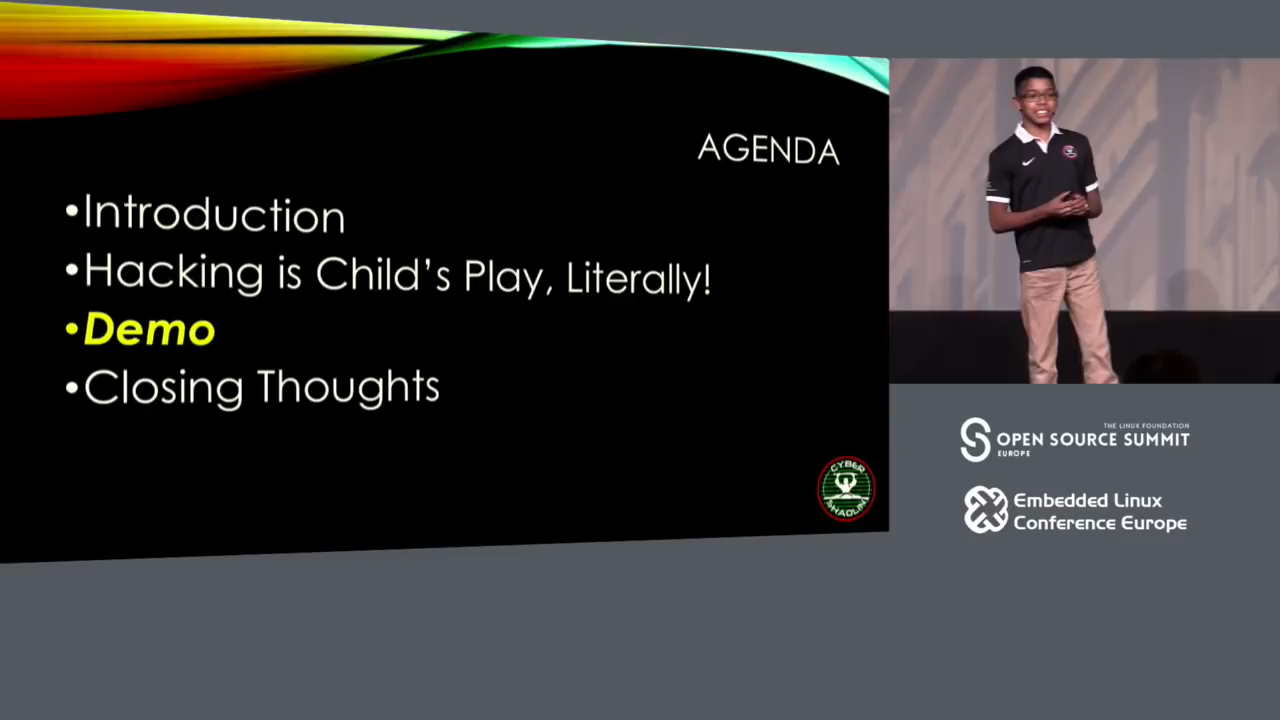 AGENDA
•Introduction
•Hacking is Child's Play, Literally!
•Demo
•Closing Thoughts
CYBER
SHAOLIN
THE LINUX FOUNDATION
OPEN SOURCE SUMMIT
EUROPE
Embedded Linux
Conference Europe